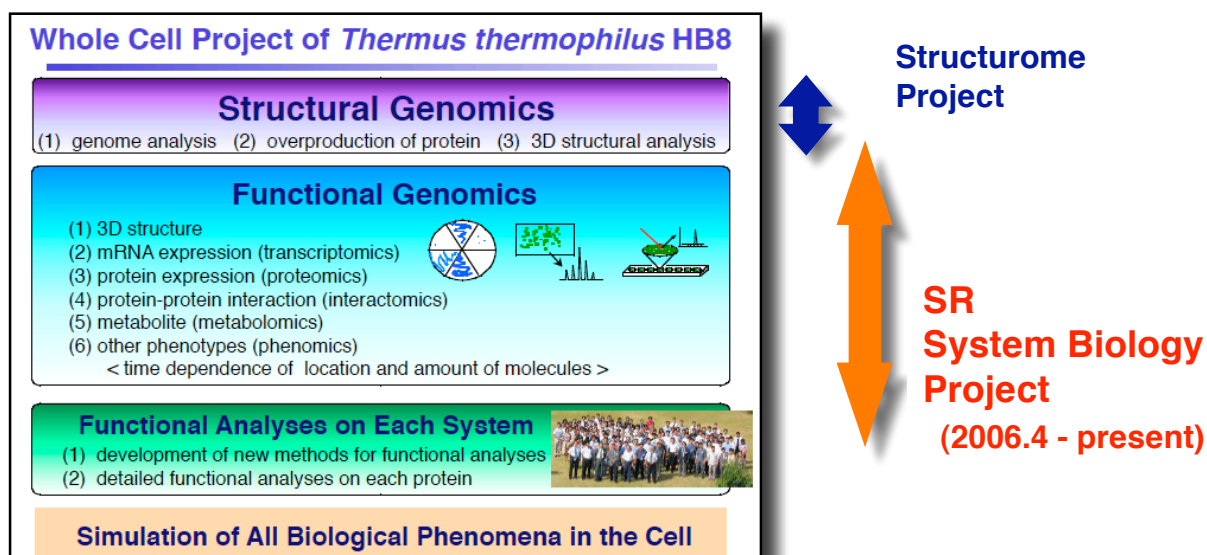 Whole Cell Project of Thermus thermophilus HB8
Structural Genomics
(1) genome analysis (2) overproduction of protein (3) 3D structural analysis
Functional Genomics
(1) 3D structure
(2) mRNA expression (transcriptomics)
(3) protein expression (proteomics)
(4) protein-protein interaction (interactomics)
(5) metabolite (metabolomics)
(6) other phenotypes (phenomics)
< time dependence of location and amount of molecules >
Functional Analyses on Each System
(1) development of new methods for functional analyses
(2) detailed functional analyses on each protein
Simulation of All Biological Phenomena in the Cell
Structurome
Project
SR
System Biology
Project
(2006.4 - present)